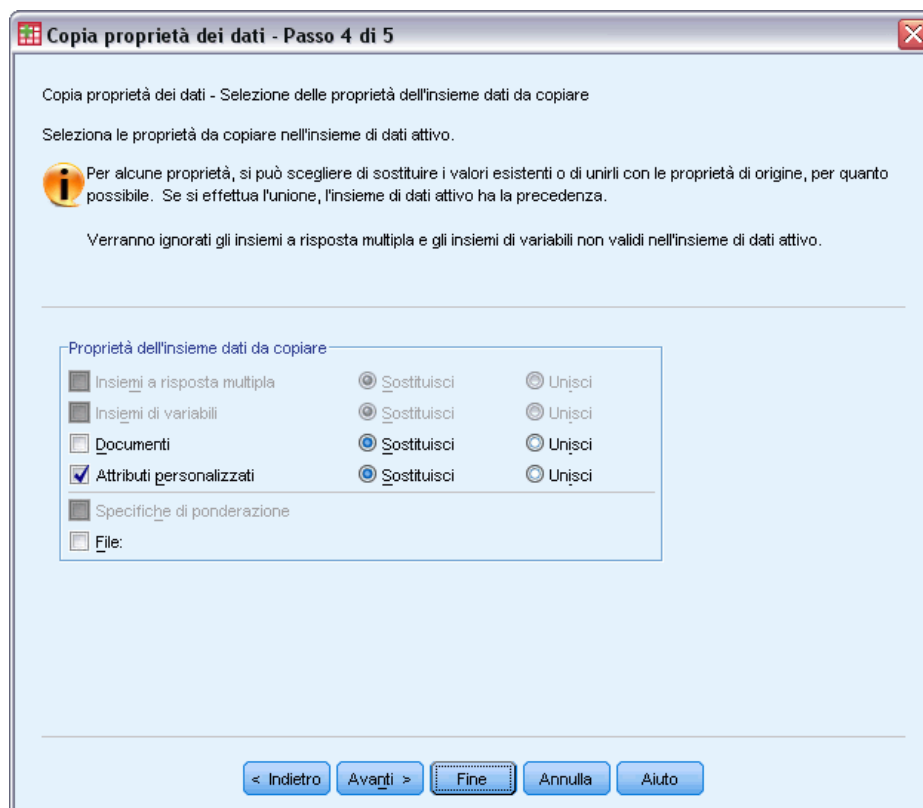 Copia proprietà dei dati - Passo 4 di 5
Copia proprietà dei dati - Selezione delle proprietà dell'insieme dati da copiare
Seleziona le proprietà da copiare nell'insieme di dati attivo.
Per alcune proprietà, si può scegliere di sostituire i valori esistenti o di unirli con le proprietà di origine, per quanto
possibile. Se si effettua l'unione, l'insieme di dati attivo ha la precedenza.
Verranno ignorati gli insiemi a risposta multipla e gli insiemi di variabili non validi nell'insieme di dati attivo.
Proprietà dell'insieme dati da copiare
Insiemi a risposta multipla Sostituisci Unisci
Insiemi di variabili Sostituisci Unisci
Documenti Sostituisci Unisci
Attributi personalizzati Sostituisci Unisci
Specifiche di ponderazione
File:
< Indietro Avanti > Fine Annulla Aiuto